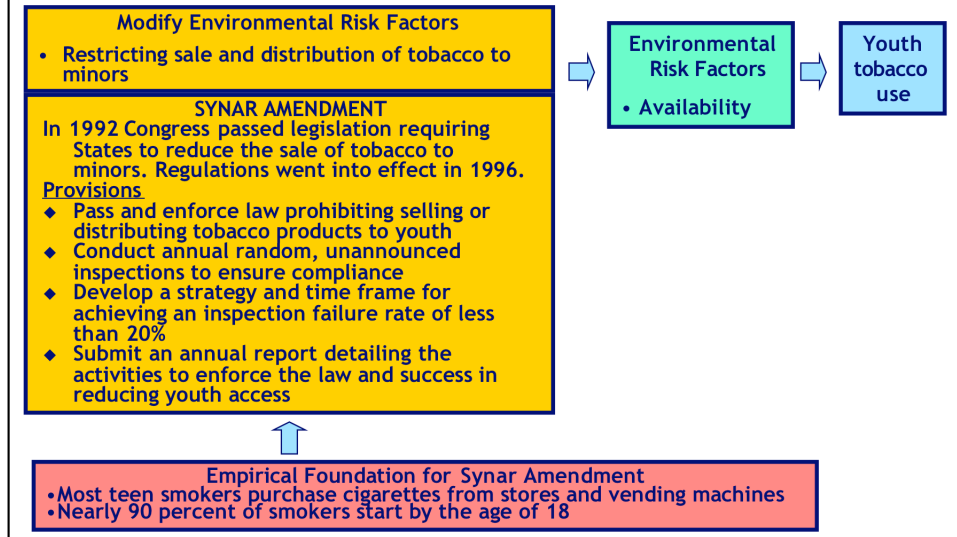 Modify Environmental Risk Factors
• Restricting sale and distribution of tobacco to
minors
Environmental
Risk Factors
• Availability
Youth
tobacco
use
SYNAR AMENDMENT
In 1992 Congress passed legislation requiring
States to reduce the sale of tobacco to
minors. Regulations went into effect in 1996.
Provisions
◆ Pass and enforce law prohibiting selling or
distributing tobacco products to youth
◆ Conduct annual random, unannounced
inspections to ensure compliance
◆ Develop a strategy and time frame for
achieving an inspection failure rate of less
than 20%
◆ Submit an annual report detailing the
activities to enforce the law and success in
reducing youth access
Empirical Foundation for Synar Amendment
•Most teen smokers purchase cigarettes from stores and vending machines
•Nearly 90 percent of smokers start by the age of 18